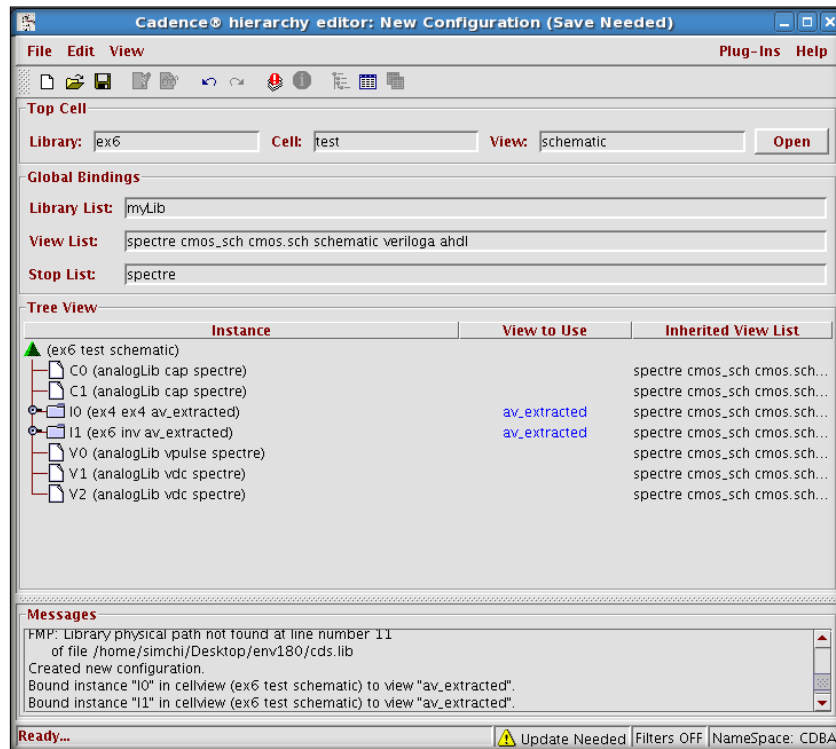 Cadence® hierarchy editor: New Configuration (Save Needed)
File Edit View Plug-Ins Help
Top Cell
Library: ex6 Cell: test View: schematic Open
Global Bindings
Library List: myLib
View List: spectre cmos_sch cmos.sch schematic veriloga ahdl
Stop List: spectre
Tree View
Instance View to Use Inherited View List
(ex6 test schematic)
C0 (analogLib cap spectre) spectre cmos_sch cmos.sch...
C1 (analogLib cap spectre) spectre cmos_sch cmos.sch...
I0 (ex4 ex4 av_extracted) av_extracted spectre cmos_sch cmos.sch...
I1 (ex6 inv av_extracted) av_extracted spectre cmos_sch cmos.sch...
V0 (analogLib vpulse spectre) spectre cmos_sch cmos.sch...
V1 (analogLib vdc spectre) spectre cmos_sch cmos.sch...
V2 (analogLib vdc spectre) spectre cmos_sch cmos.sch...
Messages
FMP: Library physical path not found at line number 11
of file /home/simchi/Desktop/env180/cds.lib
Created new configuration.
Bound instance "I0" in cellview (ex6 test schematic) to view "av_extracted".
Bound instance "I1" in cellview (ex6 test schematic) to view "av_extracted".
Ready... Update Needed Filters OFF NameSpace: CDBA